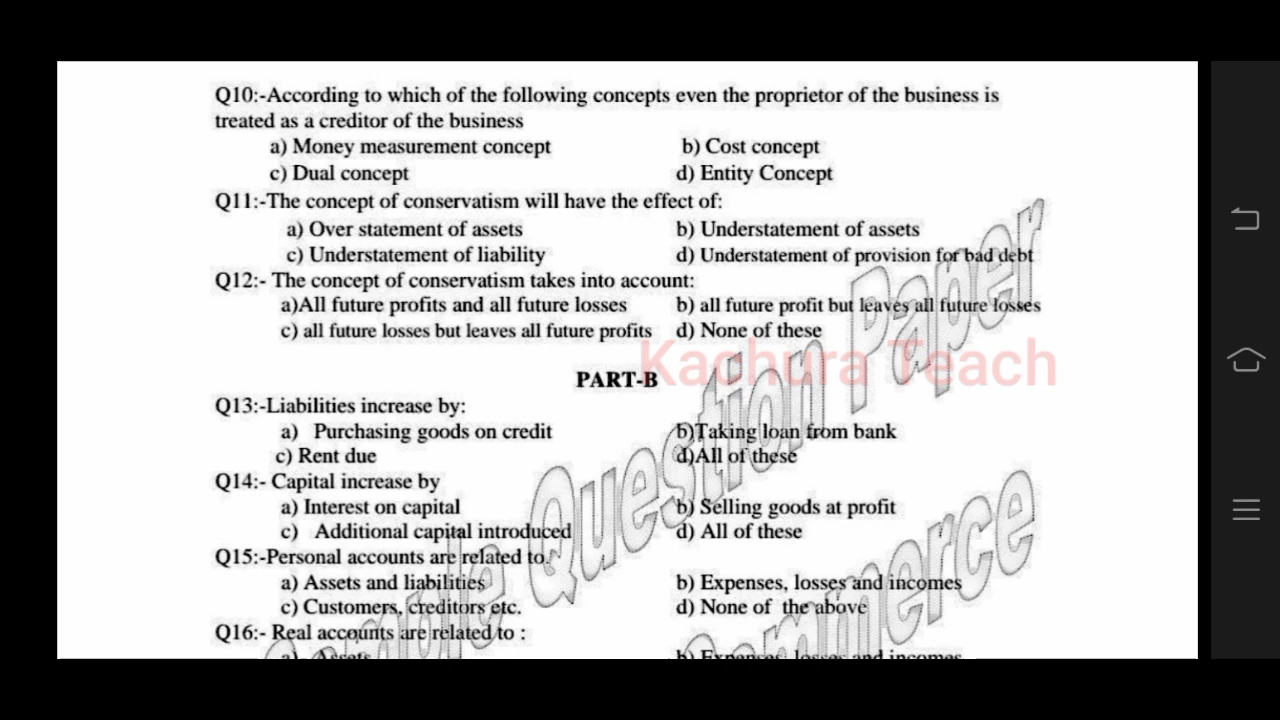 Q10:-According to which of the following concepts even the proprietor of the business is
treated as a creditor of the business
a) Money measurement concept b) Cost concept
c) Dual concept d) Entity Concept
Q11:-The concept of conservatism will have the effect of:
a) Over statement of assets b) Understatement of assets
c) Understatement of liability d) Understatement of provision for bad debt
Q12:- The concept of conservatism takes into account:
a)All future profits and all future losses b) all future profit but leaves all future losses
c) all future losses but leaves all future profits d) None of these
Kachura Teach
PART-B
Q13:-Liabilities increase by:
a) Purchasing goods on credit b)Taking loan from bank
c) Rent due d)All of these
Q14:- Capital increase by
a) Interest on capital b) Selling goods at profit
c) Additional capital introduced d) All of these
Q15:-Personal accounts are related to.
a) Assets and liabilities b) Expenses, losses and incomes
c) Customers, creditors etc. d) None of the above
Q16:- Real accounts are related to :
a) Assets b) Expenses, losses and incomes
Question Paper